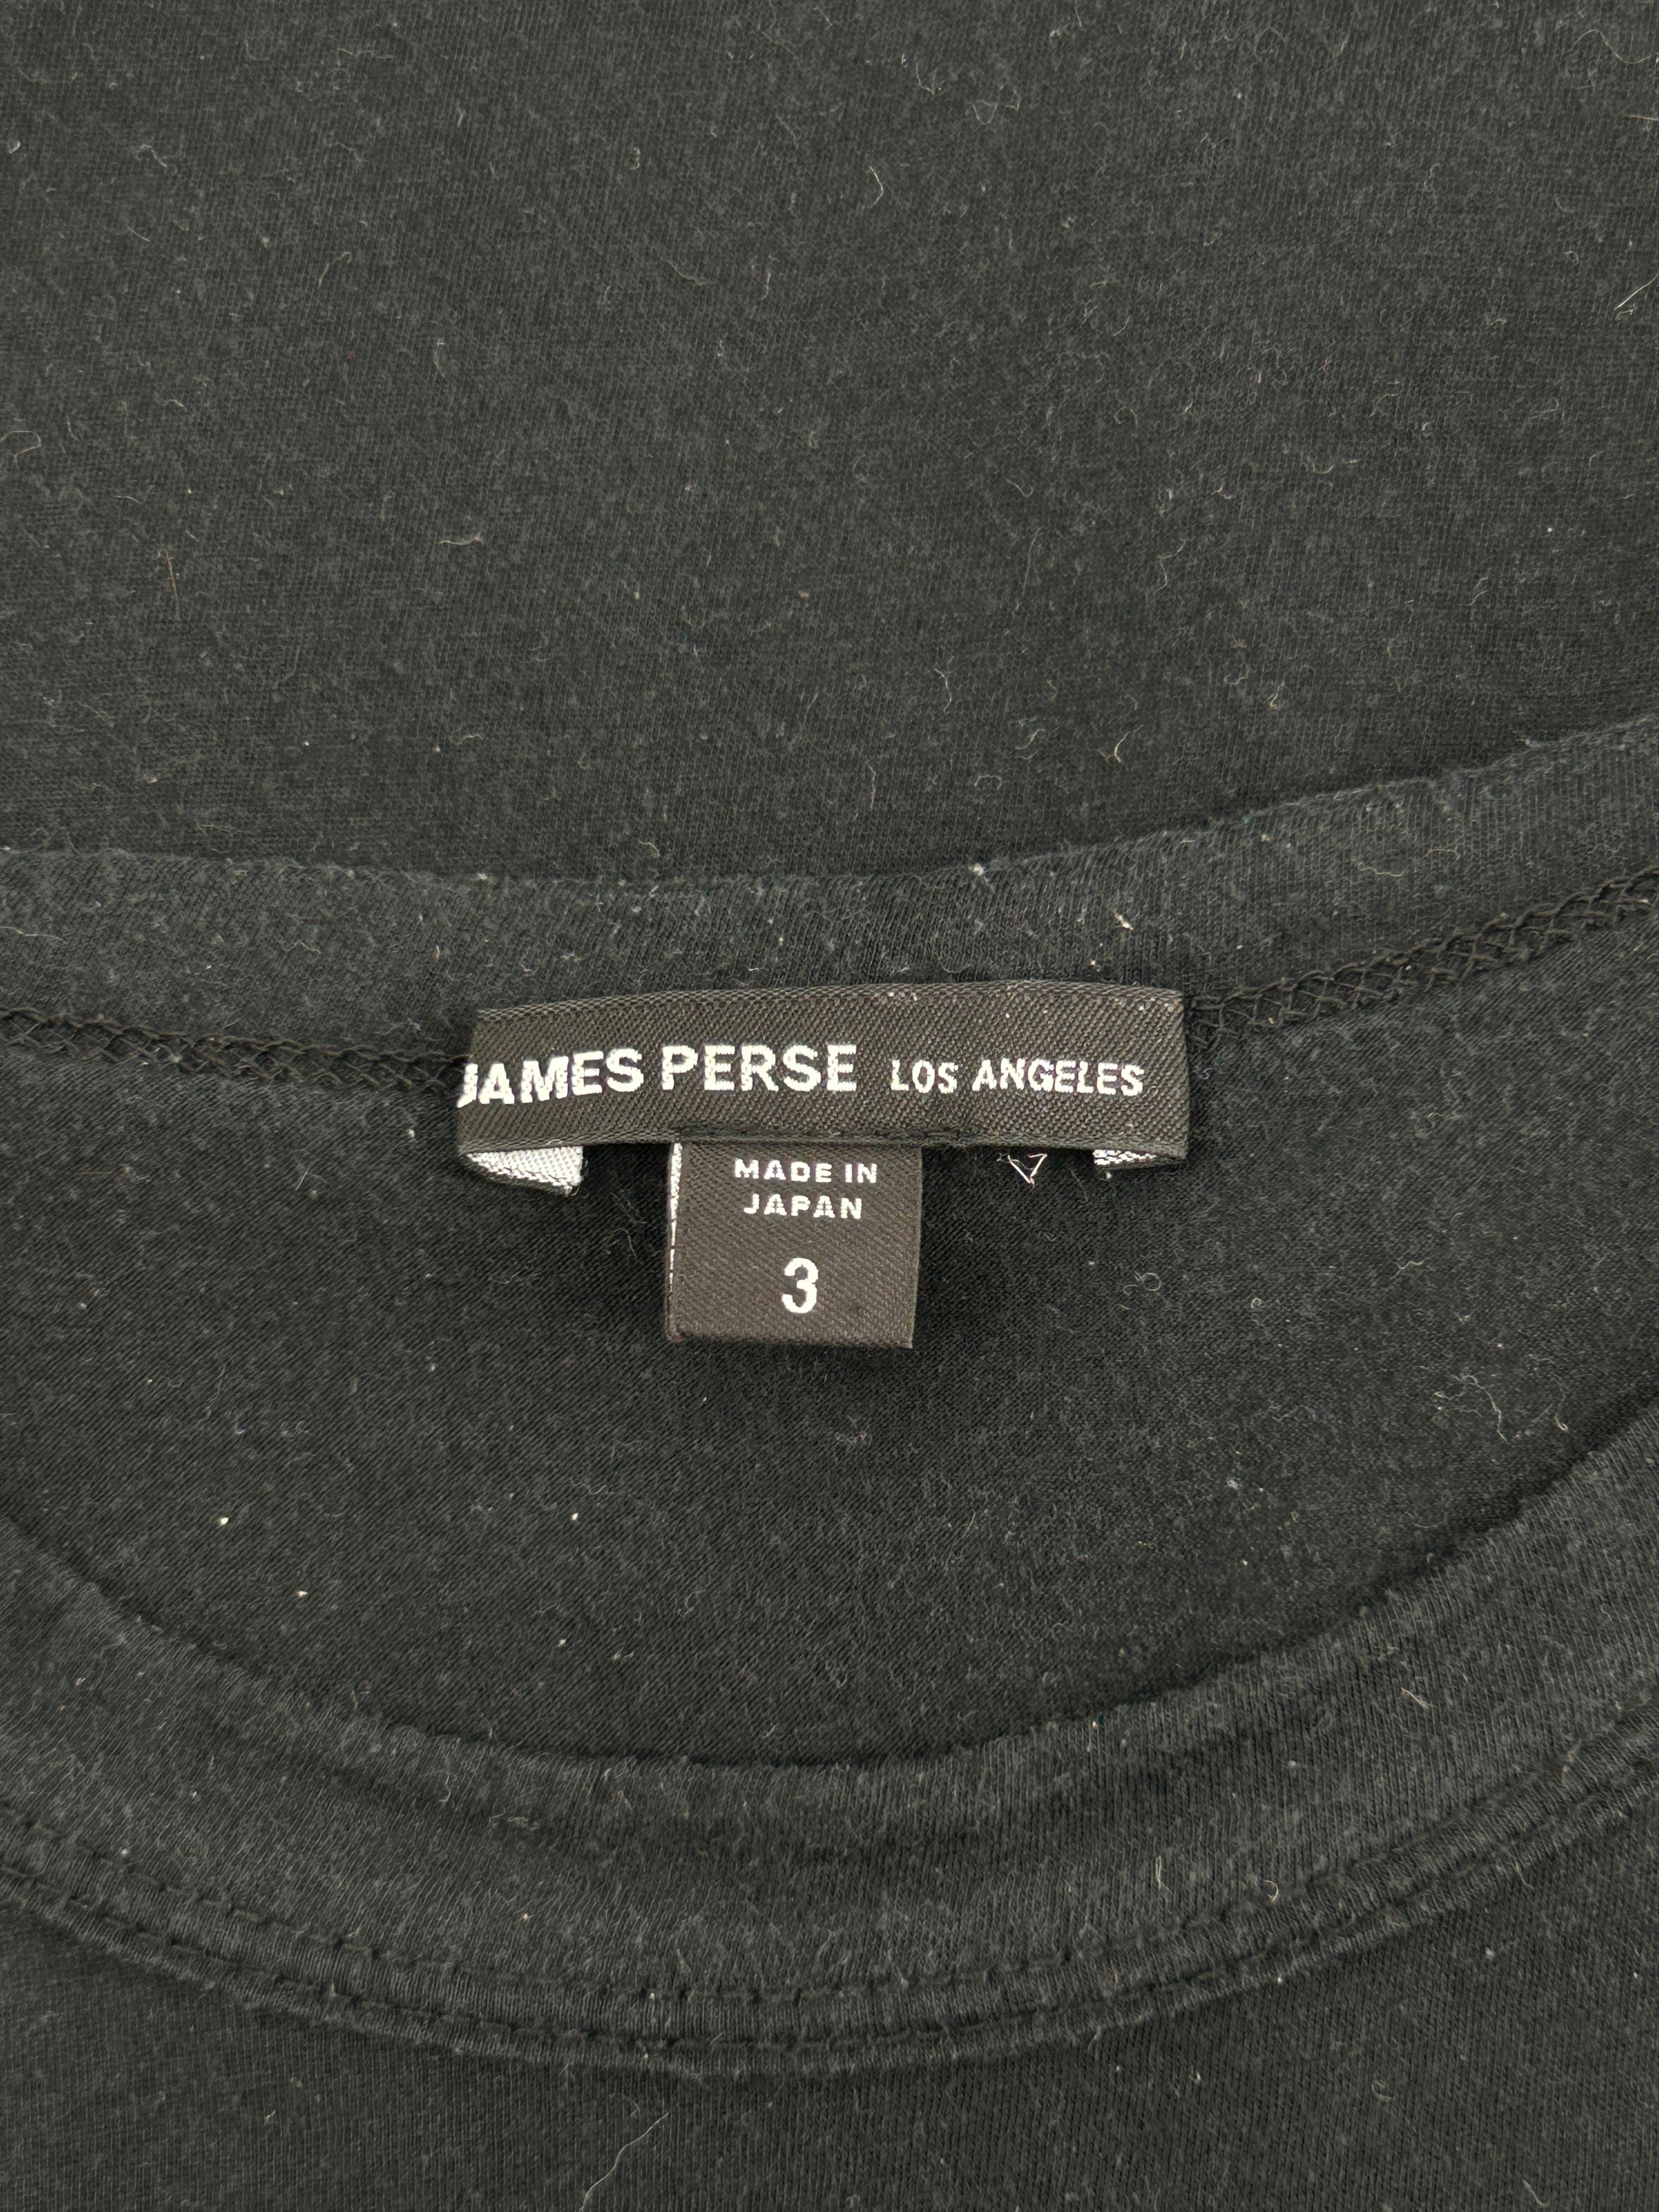 JAMES PERSE LOS ANGELES
MADE IN
JAPAN
3